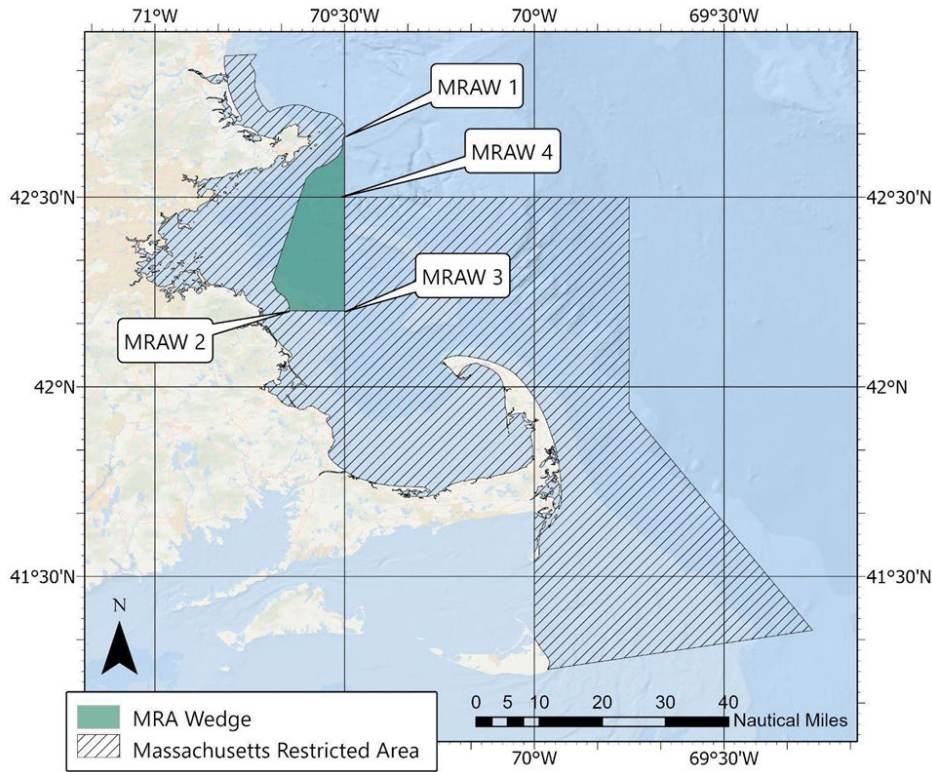 71°W 70°30'W 70°W 69°30'W
MRAW 1
MRAW 4
42°30'N 42°30'N
MRAW 3
MRAW 2
42°N 42°N
41°30'N 41°30'N
N
0 5 10 20 30 40
Nautical Miles
MRA Wedge
Massachusetts Restricted Area
70°W 69°30'W